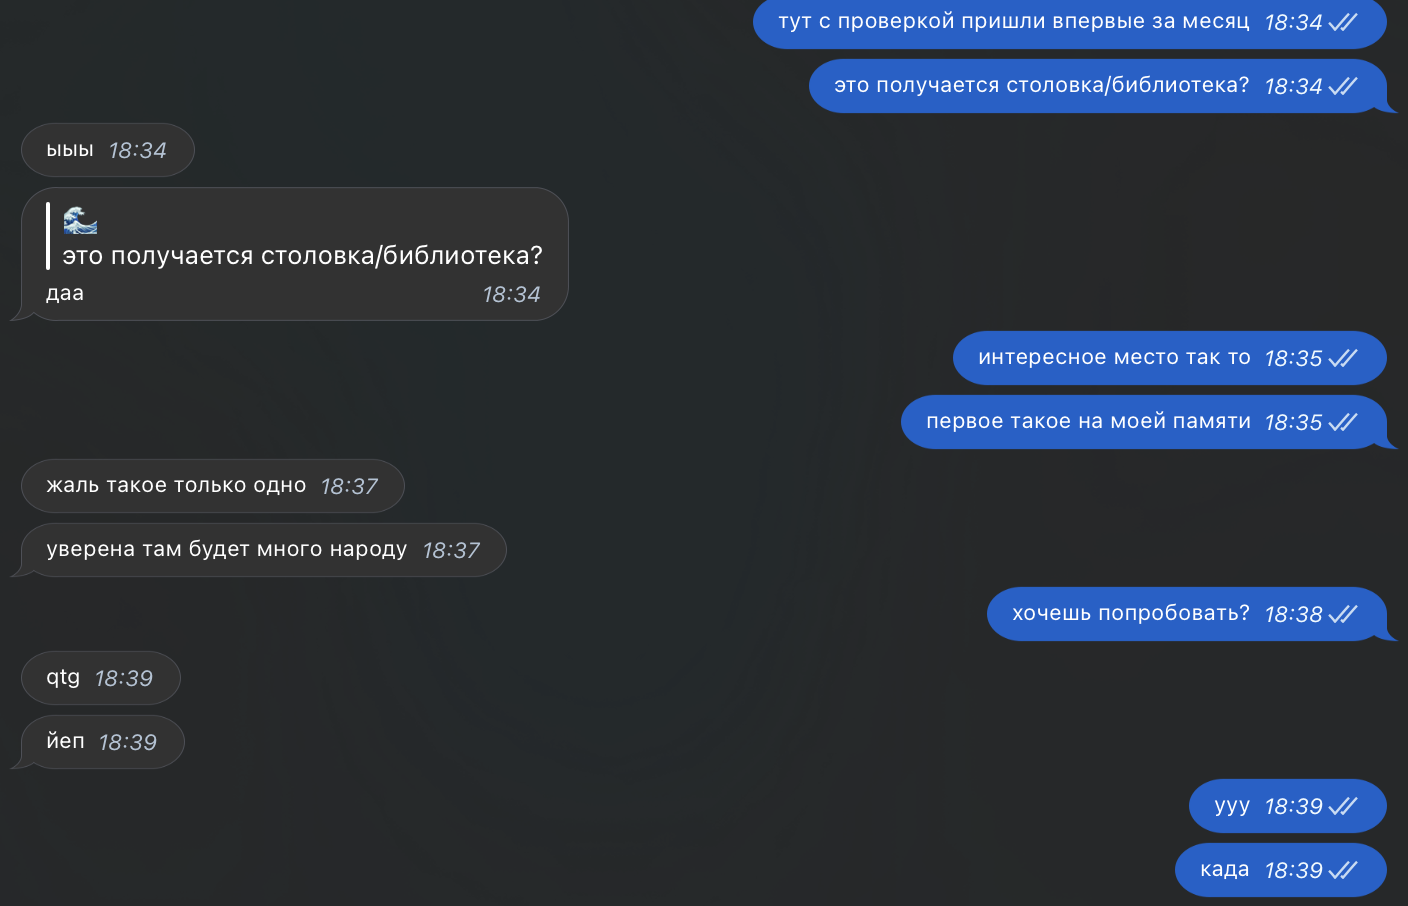 тут с проверкой пришли впервые за месяц 18:34
это получается столовка/библиотека? 18:34
ыыы 18:34
это получается столовка/библиотека?
даа 18:34
интересное место так то 18:35
первое такое на моей памяти 18:35
жаль такое только одно 18:37
уверена там будет много народу 18:37
хочешь попробовать? 18:38
qtg 18:39
йеп 18:39
ууу 18:39
када 18:39